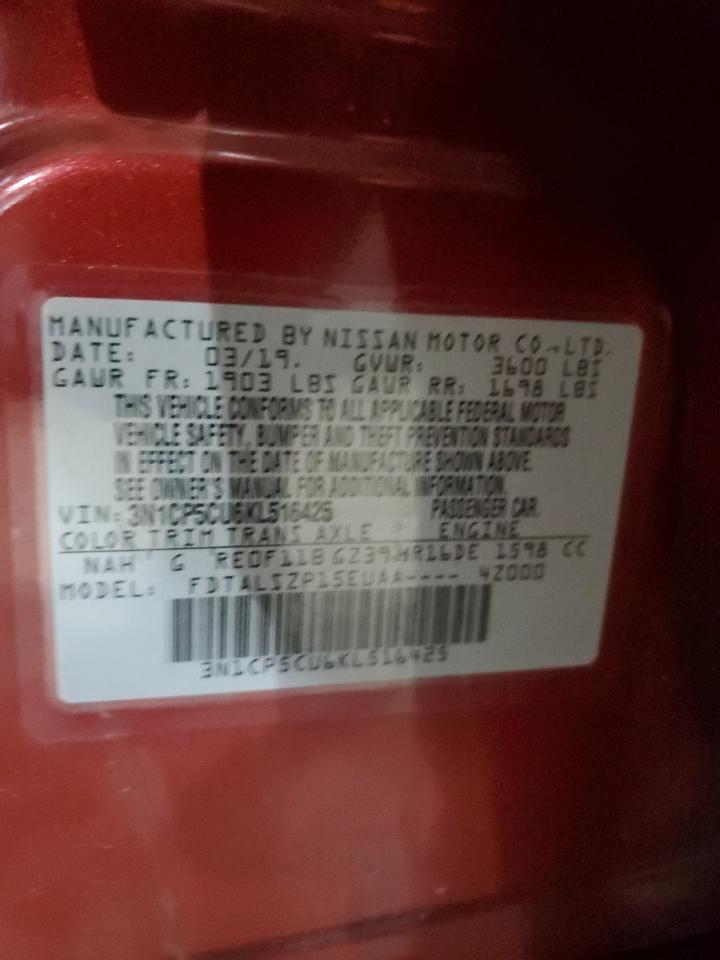 MANUFACTURED BY NISSAN MOTOR CO.,LTD.
DATE: 03/19. GVWR: 3600 LBS
GAWR FR: 1903 LBS GAWR RR: 1698 LBS
THIS VEHICLE CONFORMS TO ALL APPLICABLE FEDERAL MOTOR
VEHICLE SAFETY, BUMPER AND THEFT PREVENTION STANDARDS
IN EFFECT ON THE DATE OF MANUFACTURE SHOWN ABOVE.
SEE OWNER'S MANUAL FOR ADDITIONAL INFORMATION.
VIN: 3N1CP5CU6KL516425 PASSENGER CAR.
COLOR TRIM TRANS AXLE ENGINE
NAH G RE0F11B GZ39 HR16DE 1598 CC
MODEL: FDTALSZP15EUAA---- 4Z000
3N1CP5CU6KL516425